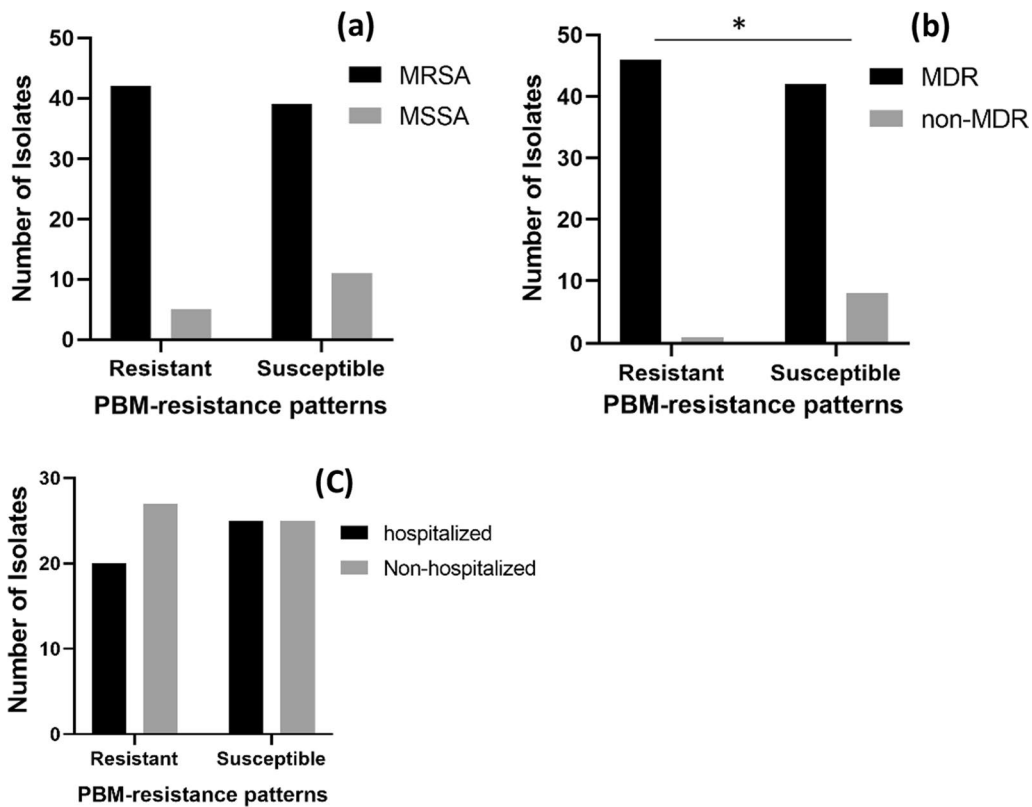 (a)
50
40
30
20
10
0
Number of Isolates
MRSA
MSSA
Resistant Susceptible
PBM-resistance patterns
(b)
*
50
40
30
20
10
0
Number of Isolates
MDR
non-MDR
Resistant Susceptible
PBM-resistance patterns
(C)
30
20
10
0
Number of Isolates
hospitalized
Non-hospitalized
Resistant Susceptible
PBM-resistance patterns